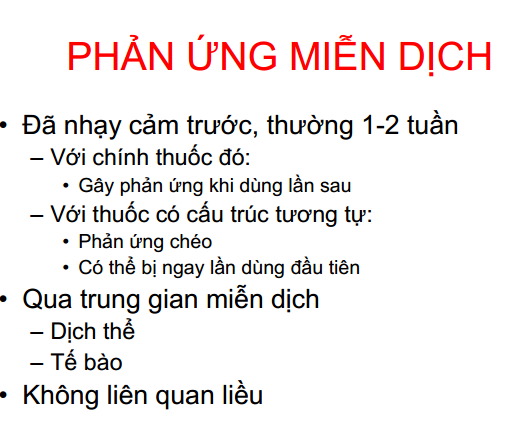 PHẢN ỨNG MIỄN DỊCH
• Đã nhạy cảm trước, thường 1-2 tuần
– Với chính thuốc đó:
• Gây phản ứng khi dùng lần sau
– Với thuốc có cấu trúc tương tự:
• Phản ứng chéo
• Có thể bị ngay lần dùng đầu tiên
• Qua trung gian miễn dịch
– Dịch thể
– Tế bào
• Không liên quan liều